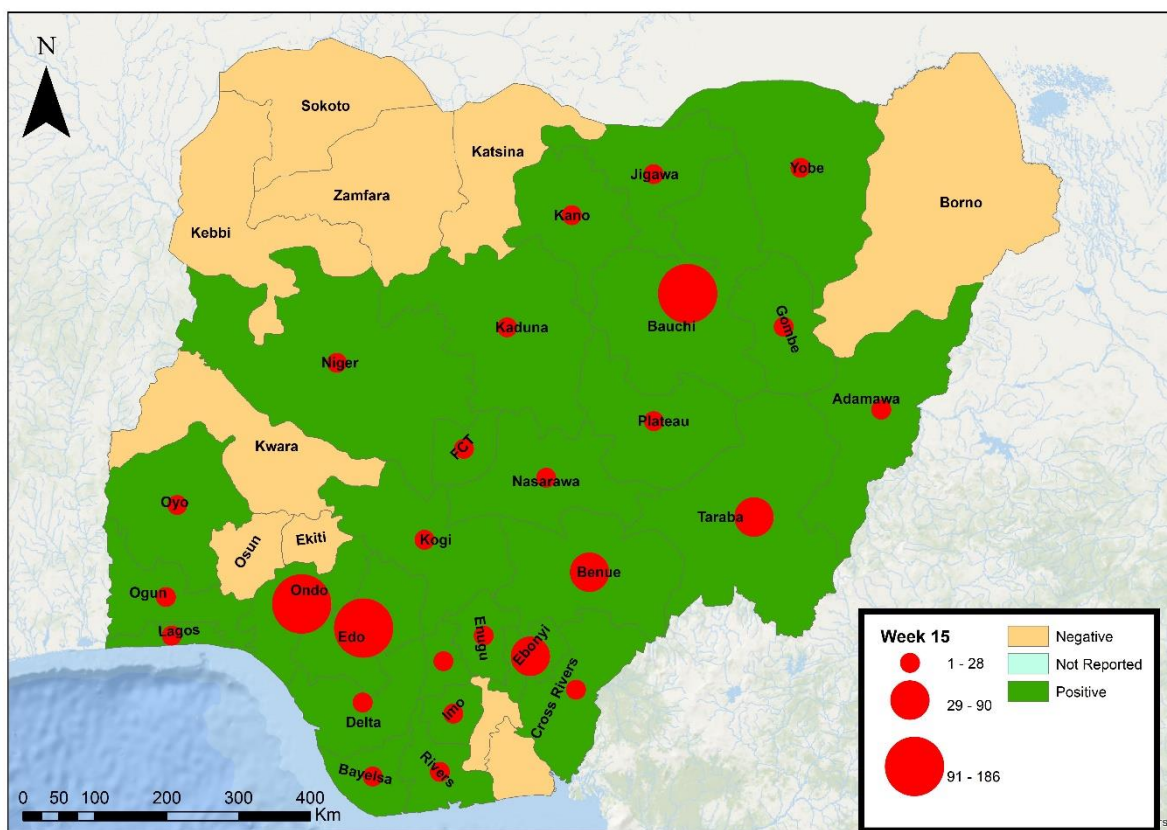 N
Sokoto
Katsina
Zamfara
Kebbi
Jigawa
Yobe
Kano
Borno
Kaduna
Bauchi
Gombe
Niger
Adamawa
Plateau
FCT
Kwara
Nasarawa
Oyo
Taraba
Osun
Ekiti
Kogi
Benue
Ogun
Ondo
Lagos
Edo
Enugu
Ebonyi
Cross Rivers
Delta
Imo
Bayelsa
Rivers
0 50 100 200 300 400
Km
Week 15
1 - 28
29 - 90
91 - 186
Negative
Not Reported
Positive